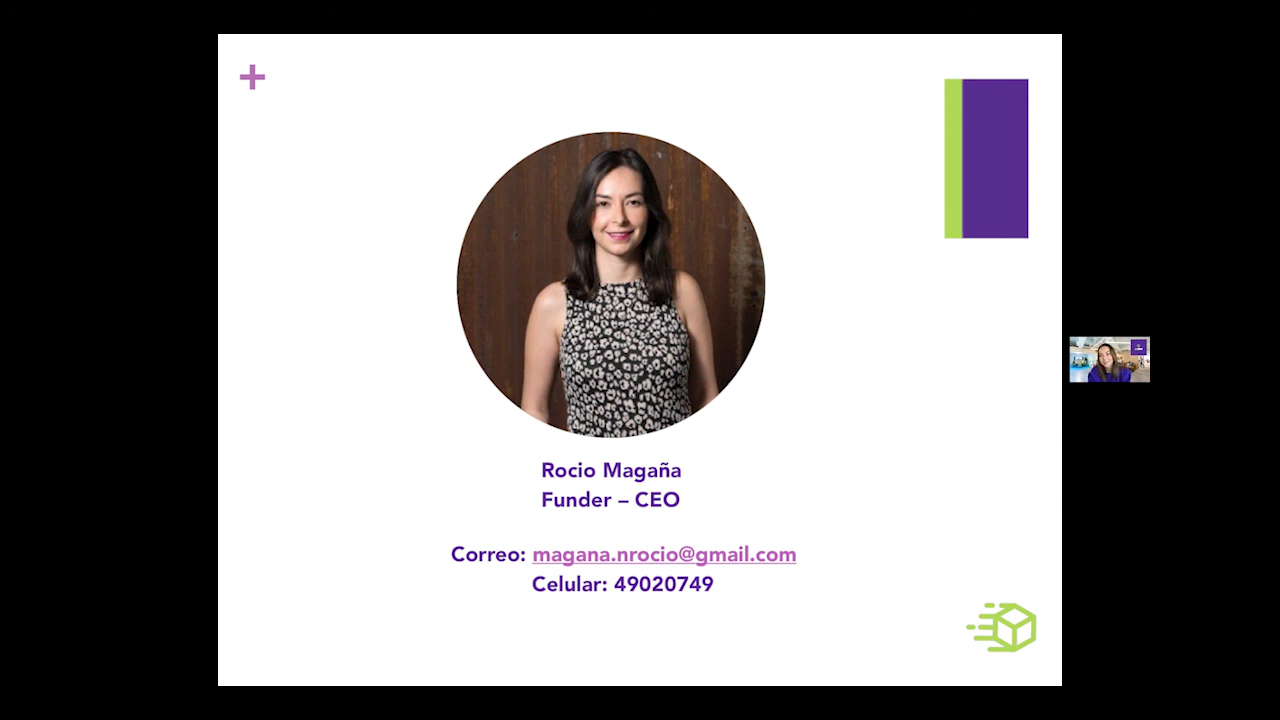 Rocio Magaña
Funder – CEO
Correo: magana.nrocio@gmail.com
Celular: 49020749